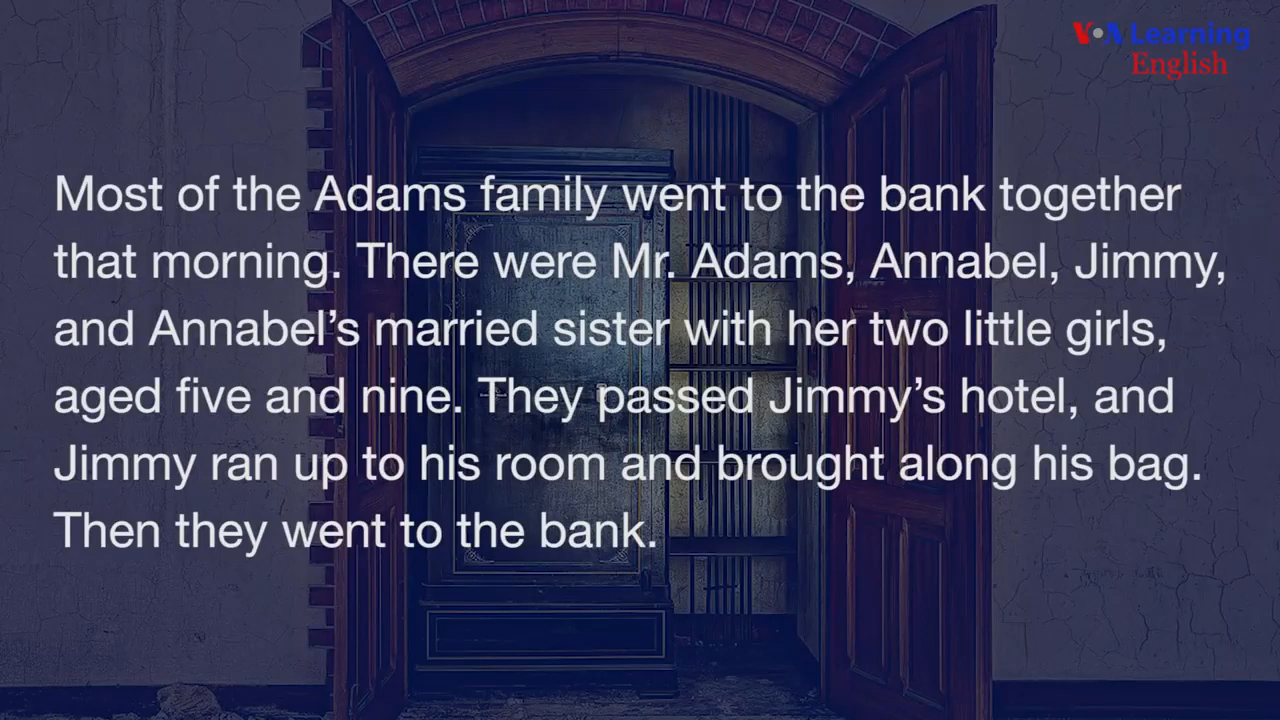 VOA Learning
English
Most of the Adams family went to the bank together
that morning. There were Mr. Adams, Annabel, Jimmy,
and Annabel’s married sister with her two little girls,
aged five and nine. They passed Jimmy’s hotel, and
Jimmy ran up to his room and brought along his bag.
Then they went to the bank.